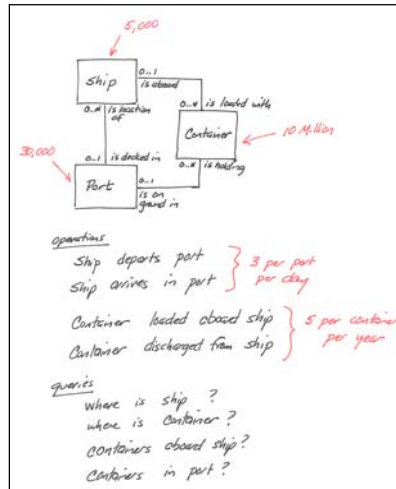 5,000
Ship
0..1
is aboard
0..* is location of
0..* is loaded with
Container
10 Million
30,000
0..1 is docked in
0..* is holding
Port
0..1
is on ground in
operations
Ship departs port
Ship arrives in port
3 per port per day
Container loaded aboard ship
Container discharged from ship
5 per container per year
queries
where is ship ?
where is container ?
containers aboard ship ?
containers in port ?